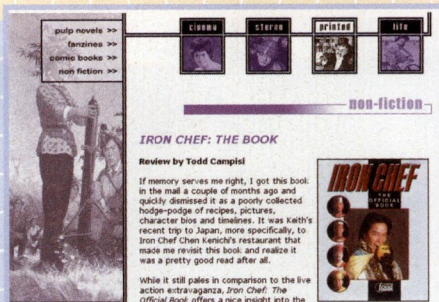 pulp novels >>
fanzines >>
comic books >>
non fiction >>
cinema
stereo
printed
life
non-fiction
IRON CHEF: THE BOOK
Review by Todd Campisi
If memory serves me right, I got this book
in the mail a couple of months ago and
quickly dismissed it as a poorly collected
hodge-podge of recipes, pictures,
character bios and timelines. It was Keith's
recent trip to Japan, more specifically, to
Iron Chef Chen Kenichi's restaurant that
made me revisit this book and realize it
was a pretty good read after all.
While it still pales in comparison to the live
action extravaganza, Iron Chef: The
Official Book offers a nice insight into the
IRON CHEF
THE
OFFICIAL
BOOK